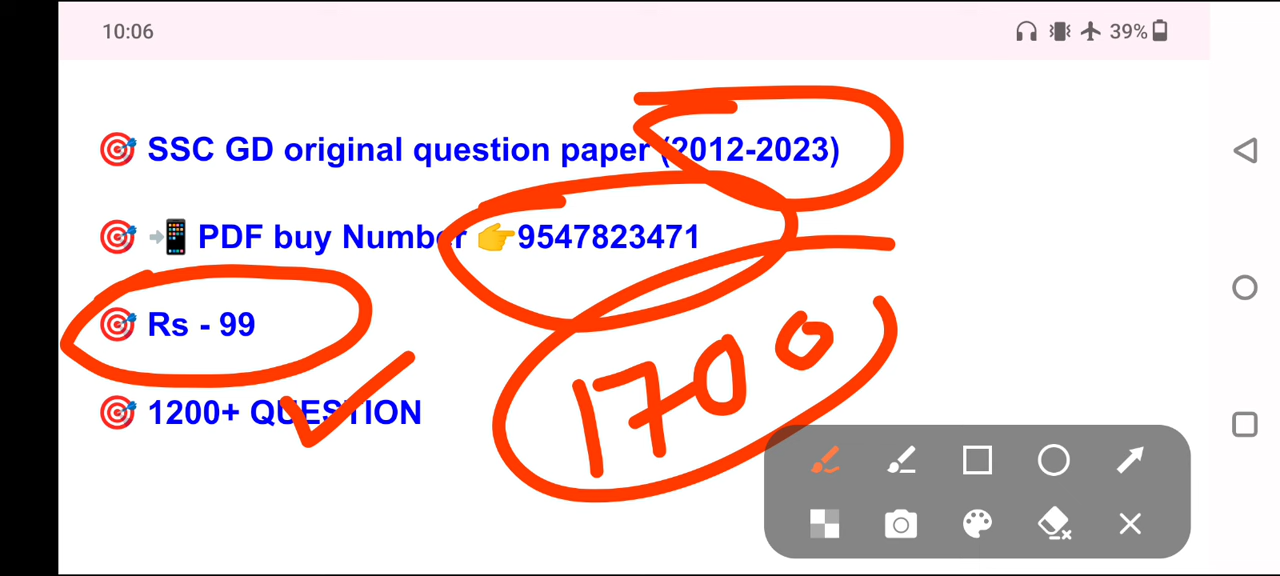 10:06
39%
🎯 SSC GD original question paper (2012-2023)
🎯 📲 PDF buy Number 👉9547823471
🎯 Rs - 99
🎯 1200+ QUESTION
1700